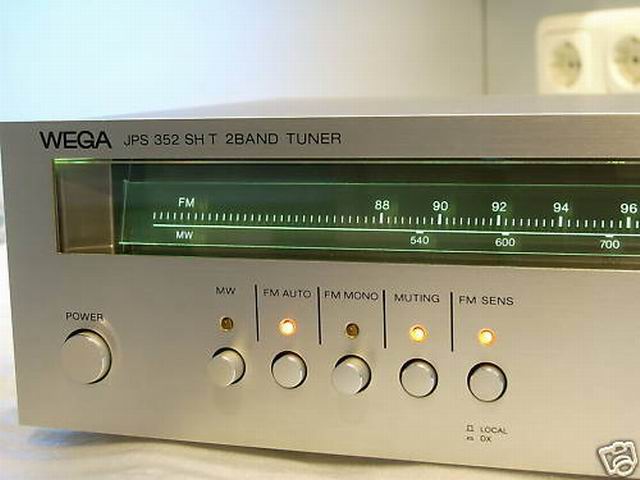 WEGA JPS 352 SH T 2BAND TUNER
FM 88 90 92 94 96
MW 540 600 700
POWER MW FM AUTO FM MONO MUTING FM SENS
LOCAL
DX